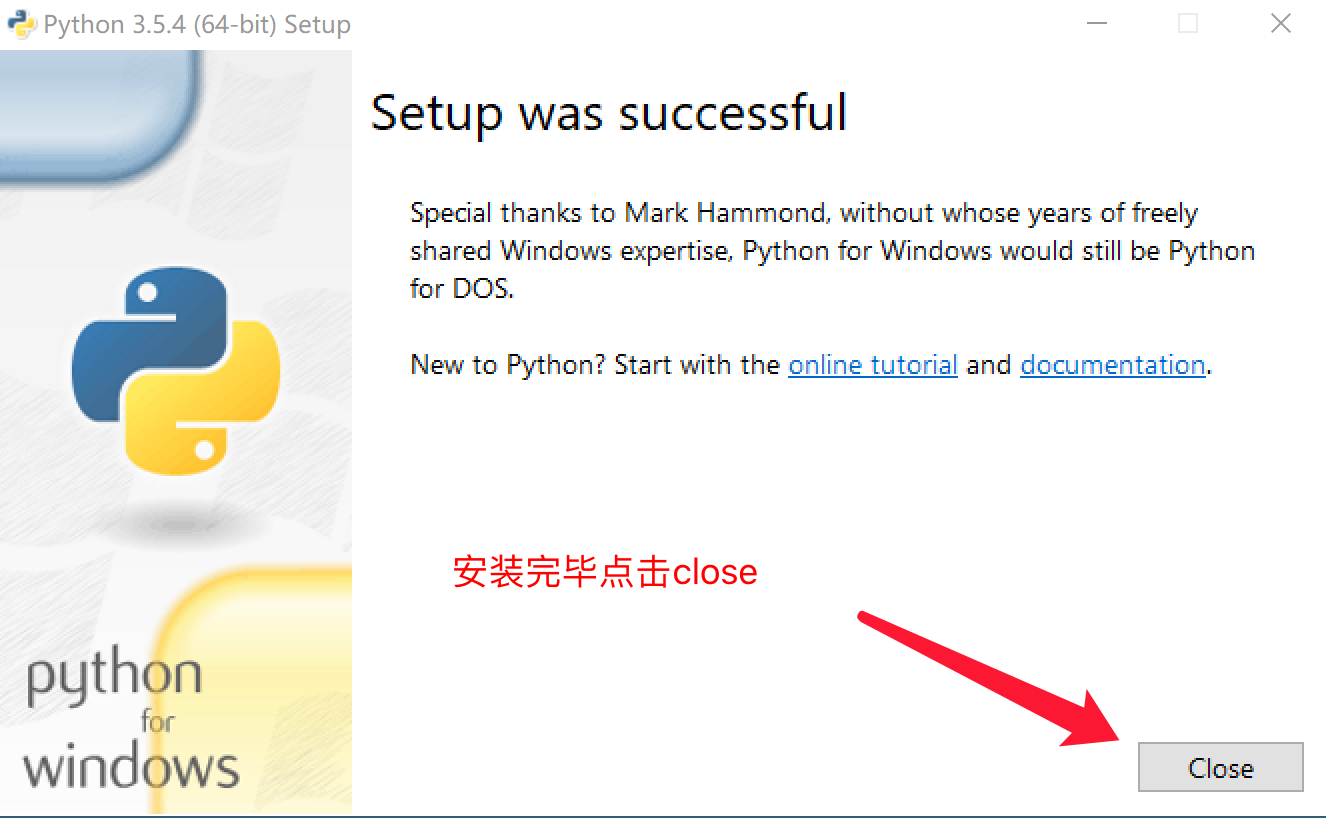 Python 3.5.4 (64-bit) Setup
Setup was successful
Special thanks to Mark Hammond, without whose years of freely
shared Windows expertise, Python for Windows would still be Python
for DOS.
New to Python? Start with the online tutorial and documentation.
安装完毕点击close
python
for
windows
Close